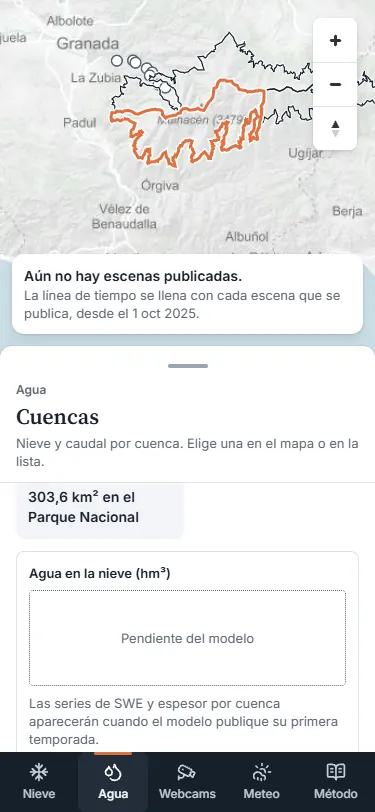 Albolote
Granada
La Zubia
Padul
Mulhacén (3479
Ugíjar
Órgiva
Vélez de
Benaudalla
Berja
Albuñol
Aún no hay escenas publicadas.
La línea de tiempo se llena con cada escena que se
publica, desde el 1 oct 2025.
Agua
Cuencas
Nieve y caudal por cuenca. Elige una en el mapa o en la
lista.
303,6 km² en el
Parque Nacional
Agua en la nieve (hm³)
Pendiente del modelo
Las series de SWE y espesor por cuenca
aparecerán cuando el modelo publique su primera
temporada.
Nieve
Agua
Webcams
Meteo
Método